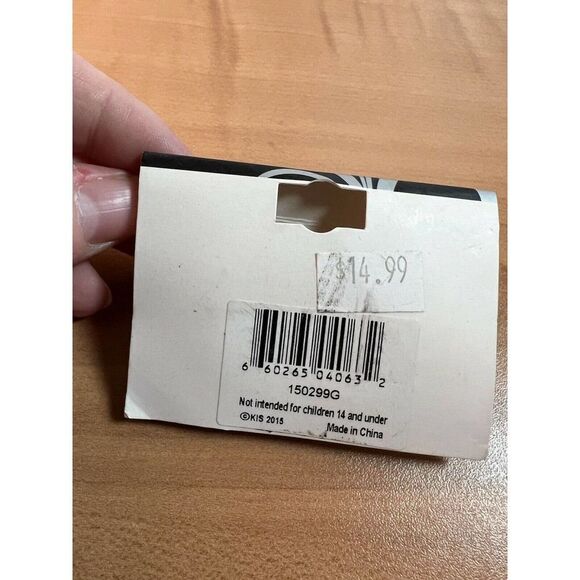 $14.99
6 60265 04063 2
150299G
Not intended for children 14 and under
©KIS 2015 Made in China